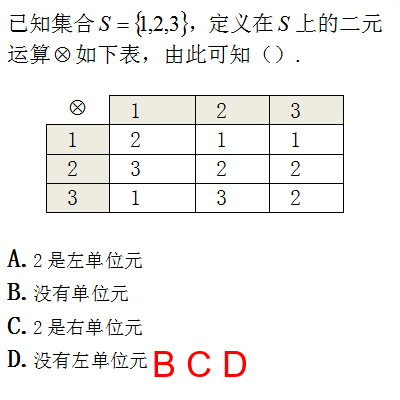 已知集合 S = {1,2,3}，定义在 S 上的二元
运算⊗如下表，由此可知（）.
⊗ 1 2 3
1 2 1 1
2 3 2 2
3 1 3 2
A. 2 是左单位元
B. 没有单位元
C. 2 是右单位元
D. 没有左单位元 B C D